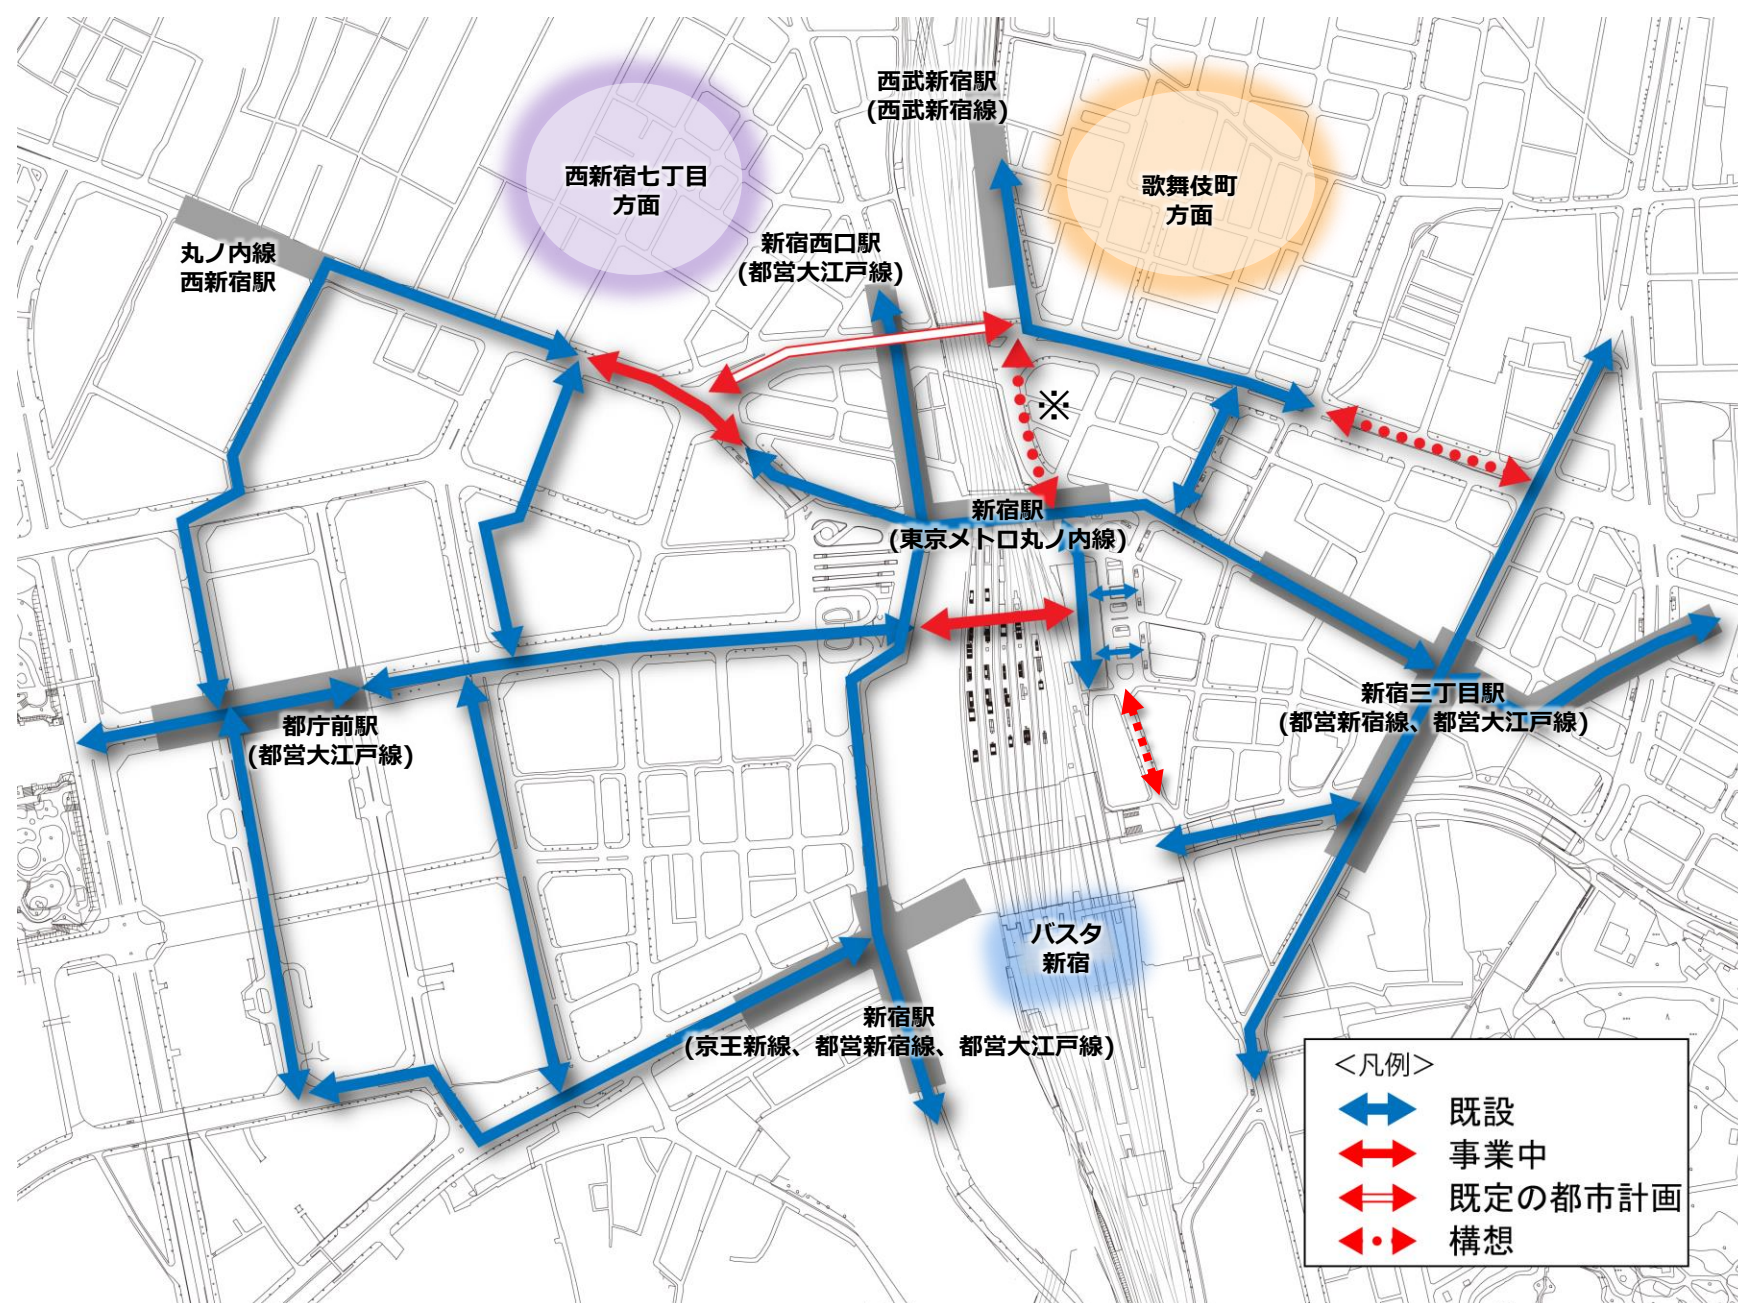 西武新宿駅
(西武新宿線)
西新宿七丁目
方面
歌舞伎町
方面
丸ノ内線
西新宿駅
新宿西口駅
(都営大江戸線)
※
新宿駅
(東京メトロ丸ノ内線)
新宿三丁目駅
(都営新宿線、都営大江戸線)
都庁前駅
(都営大江戸線)
バスタ
新宿
新宿駅
(京王新線、都営新宿線、都営大江戸線)
＜凡例＞
既設
事業中
既定の都市計画
構想